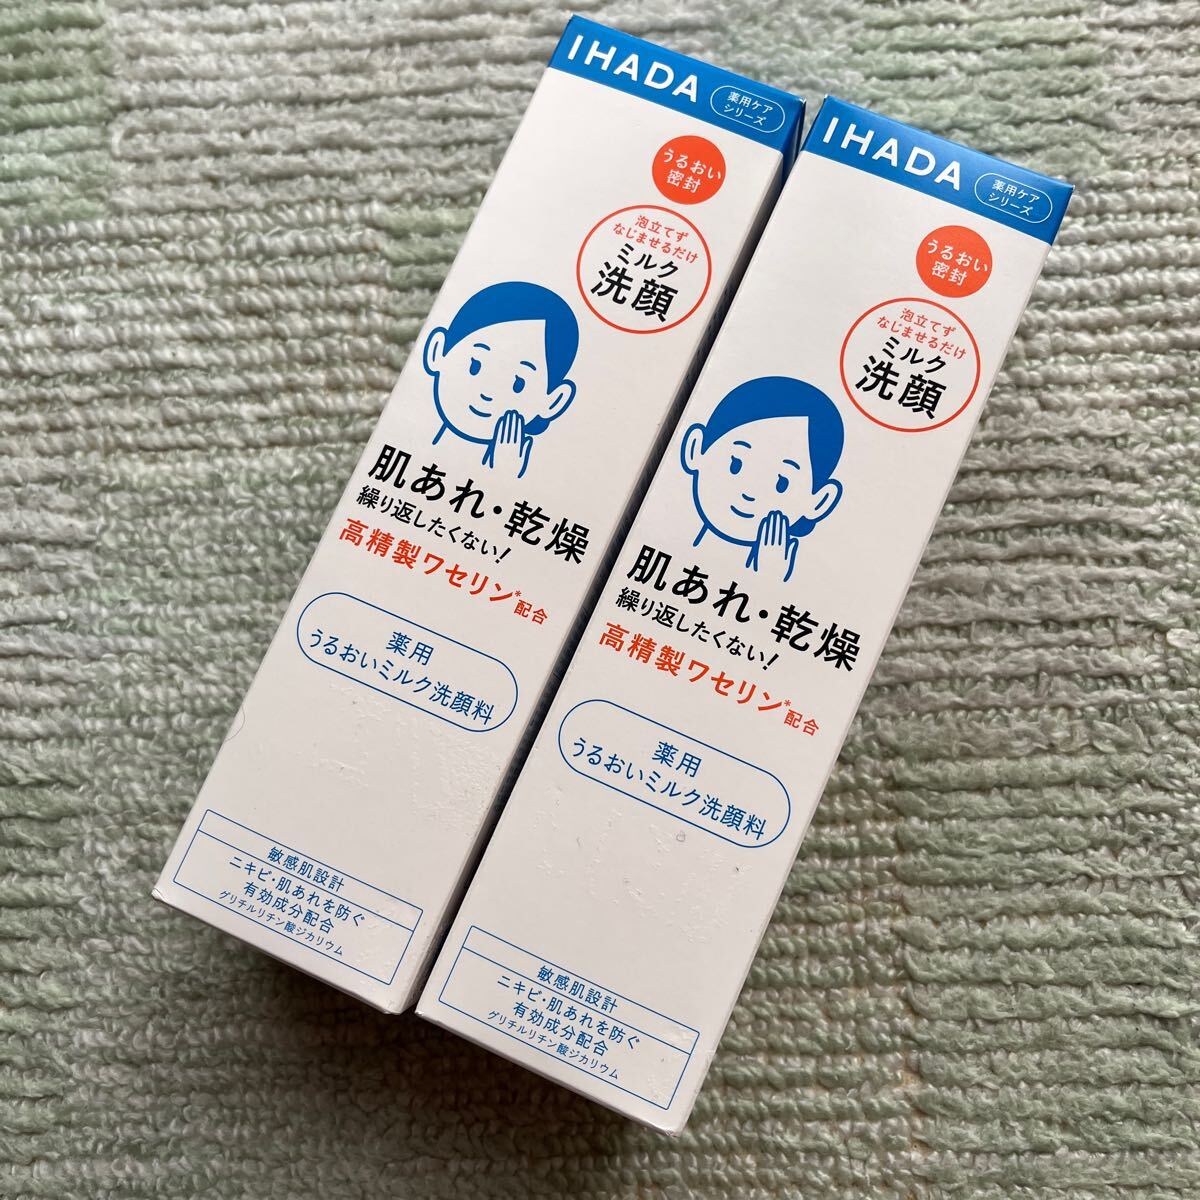 IHADA
薬用ケア
シリーズ
うるおい
密封
泡立てず
なじませるだけ
ミルク
洗顔
肌あれ・乾燥
繰り返したくない!
高精製ワセリン*配合
薬用
うるおいミルク洗顔料
敏感肌設計
ニキビ・肌あれを防ぐ
有効成分配合
グリチルリチン酸ジカリウム
IHADA
薬用ケア
シリーズ
うるおい
密封
泡立てず
なじませるだけ
ミルク
洗顔
肌あれ・乾燥
繰り返したくない!
高精製ワセリン*配合
薬用
うるおいミルク洗顔料
敏感肌設計
ニキビ・肌あれを防ぐ
有効成分配合
グリチルリチン酸ジカリウム